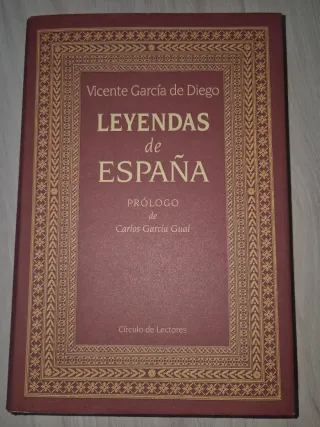 Vicente García de Diego
LEYENDAS
de
ESPAÑA
PRÓLOGO
de
Carlos García Gual
Círculo de Lectores